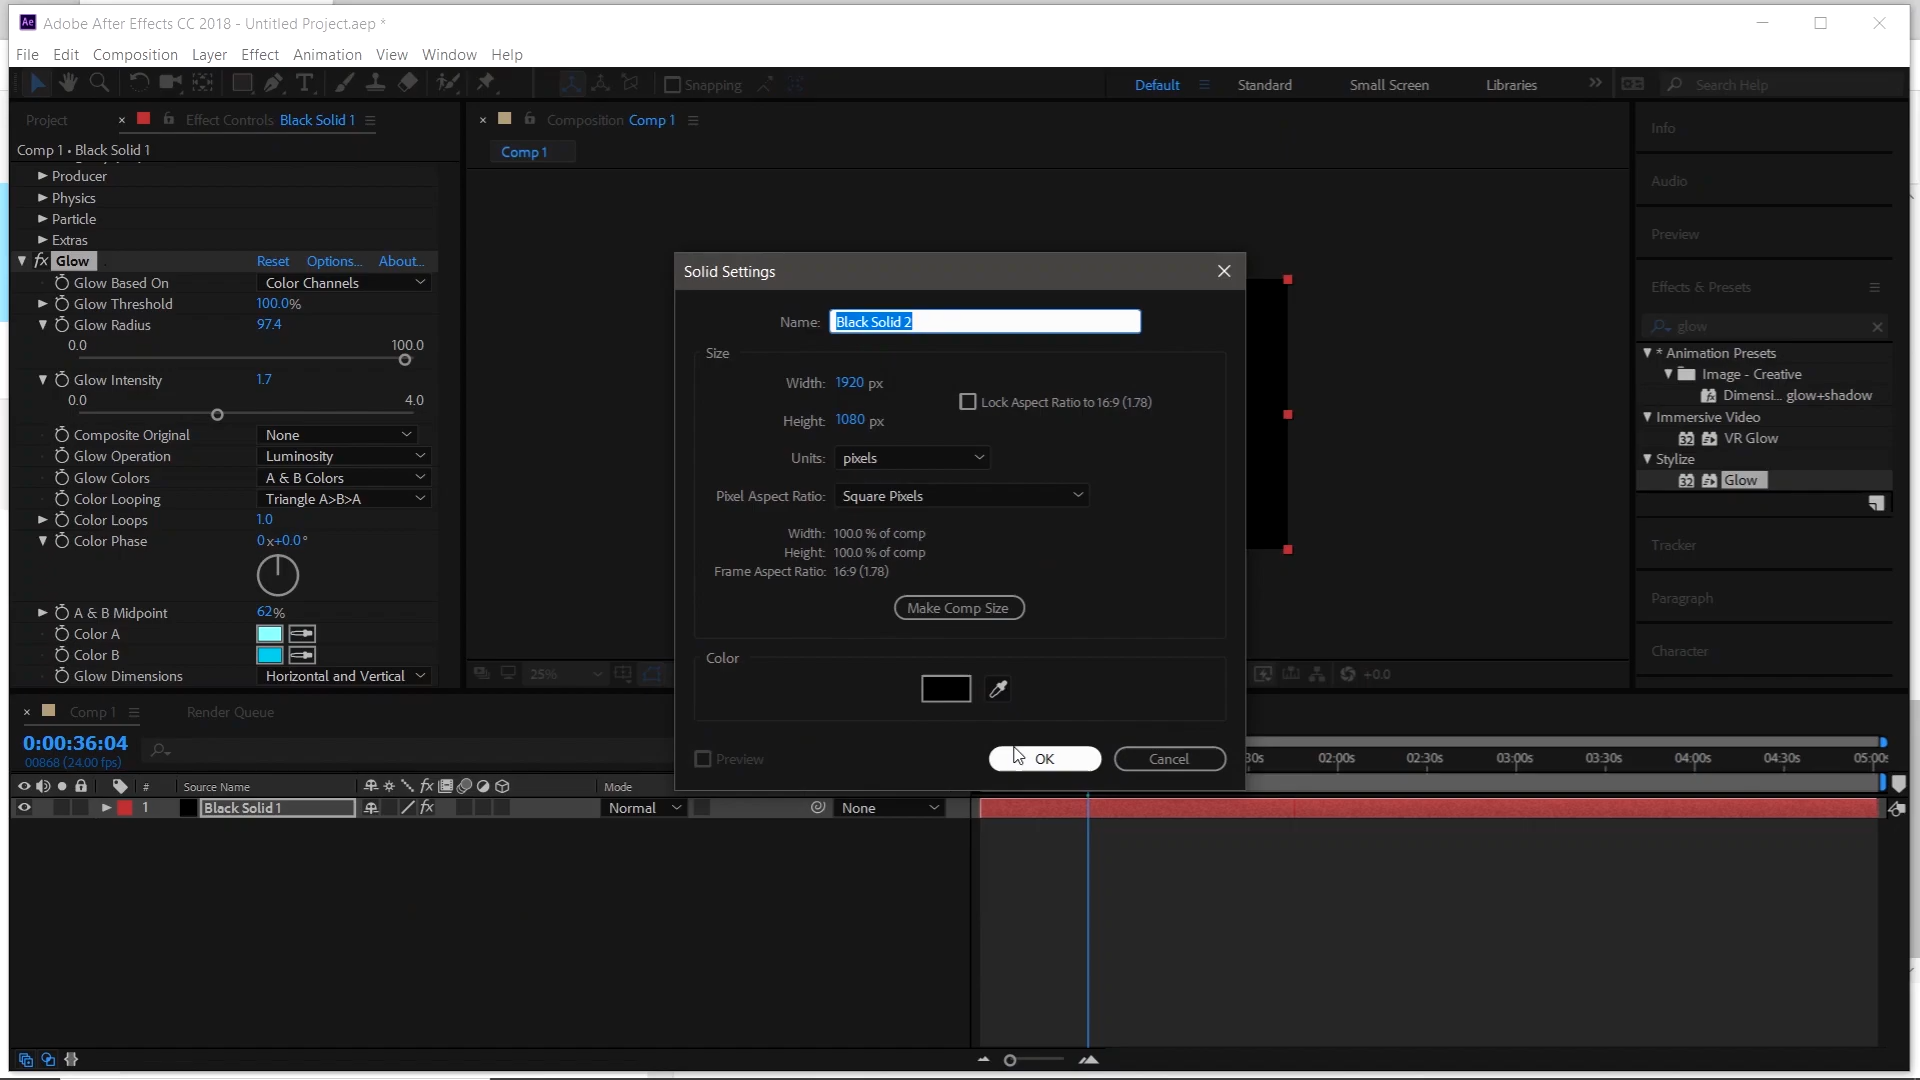 Adobe After Effects CC 2018 - Untitled Project.aep *
File Edit Composition Layer Effect Animation View Window Help
Snapping Default Standard Small Screen Libraries Search Help
Project Effect Controls Black Solid 1 Composition Comp 1
Comp 1 • Black Solid 1
Comp 1
Producer
Physics
Particle
Extras
fx Glow Reset Options... About...
Glow Based On Color Channels
Glow Threshold 100.0%
Glow Radius 97.4
0.0 100.0
Glow Intensity 1.7
0.0 4.0
Composite Original None
Glow Operation Luminosity
Glow Colors A & B Colors
Color Looping Triangle A>B>A
Color Loops 1.0
Color Phase 0x+0.0°
A & B Midpoint 62%
Color A
Color B
Glow Dimensions Horizontal and Vertical
25%
+0.0
Solid Settings
Name: Black Solid 2
Size
Width: 1920 px
Lock Aspect Ratio to 16:9 (1.78)
Height: 1080 px
Units: pixels
Pixel Aspect Ratio: Square Pixels
Width: 100.0 % of comp
Height: 100.0 % of comp
Frame Aspect Ratio: 16:9 (1.78)
Make Comp Size
Color
Preview OK Cancel
Info
Audio
Preview
Effects & Presets
glow
* Animation Presets
Image - Creative
Dimensi... glow+shadow
Immersive Video
32 VR Glow
Stylize
32 Glow
Tracker
Paragraph
Character
Comp 1 Render Queue
0:00:36:04
00868 (24.00 fps)
30s 02:00s 02:30s 03:00s 03:30s 04:00s 04:30s 05:00s
# Source Name fx Mode
1 Black Solid 1 fx Normal None